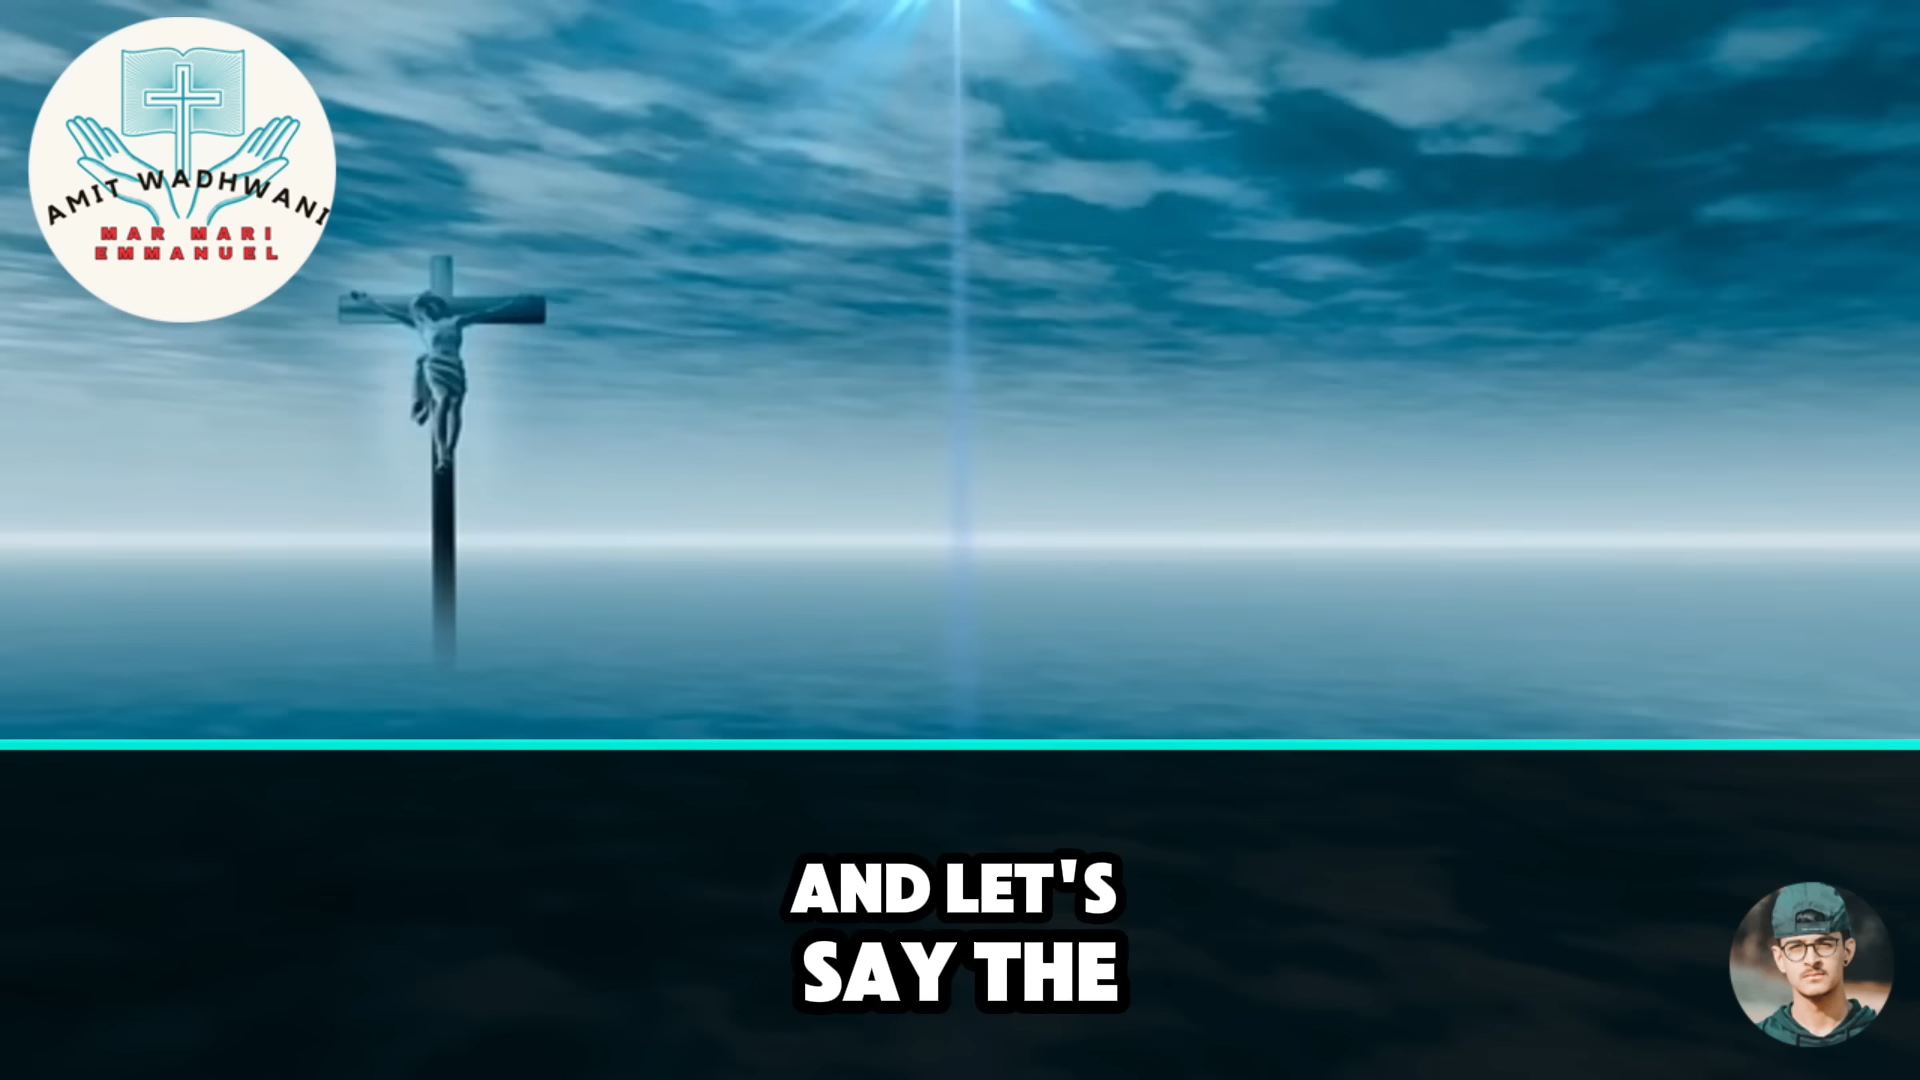 AMIT WADHWANI
MAR MARI
EMMANUEL
AND LET'S
SAY THE